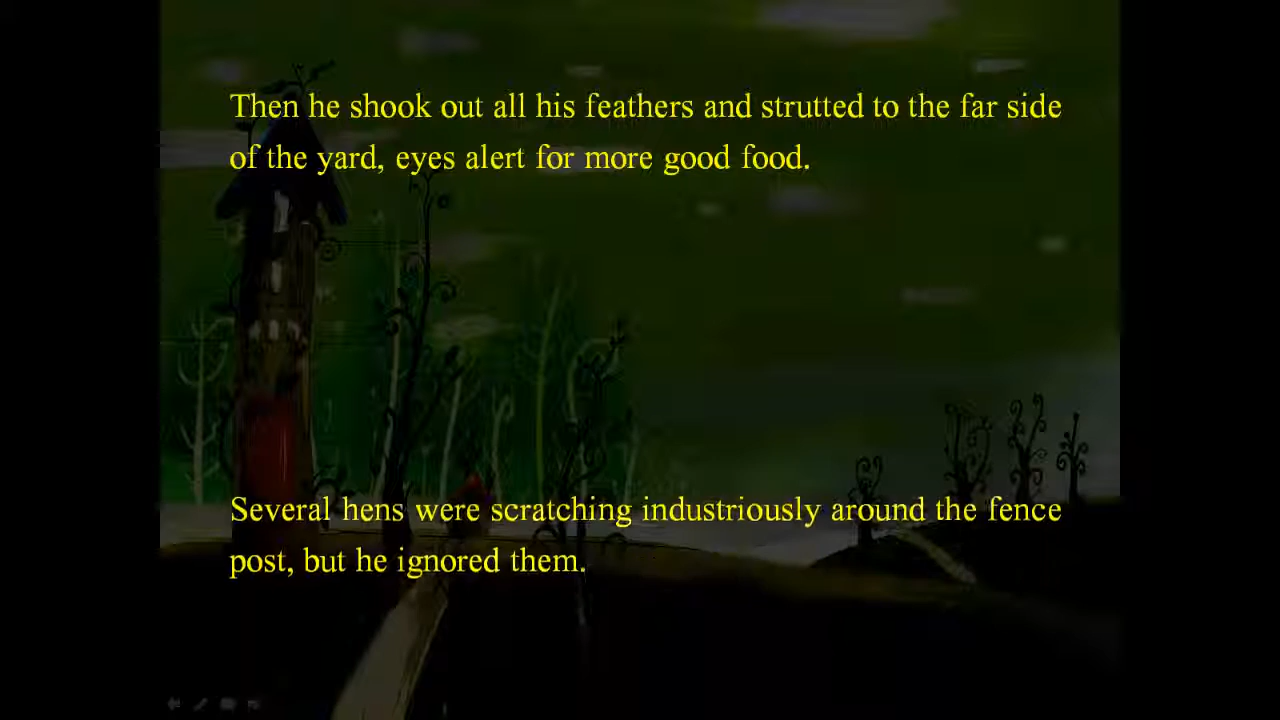 Then he shook out all his feathers and strutted to the far side
of the yard, eyes alert for more good food.
Several hens were scratching industriously around the fence
post, but he ignored them.